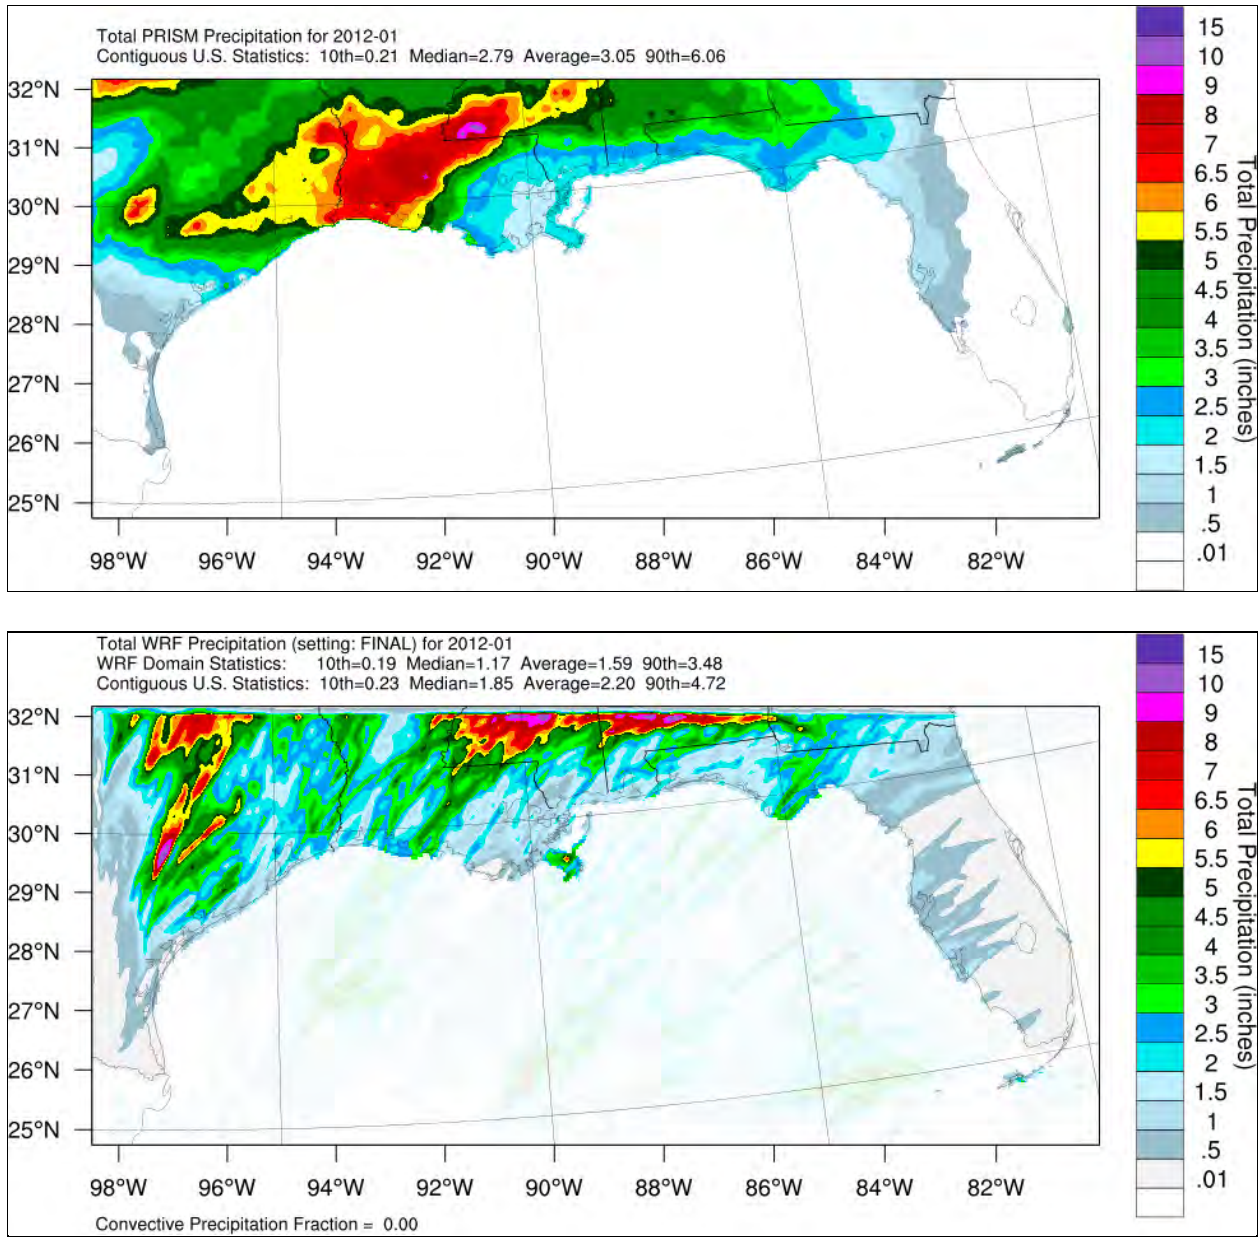 Total PRISM Precipitation for 2012-01
Contiguous U.S. Statistics: 10th=0.21 Median=2.79 Average=3.05 90th=6.06
32°N
31°N
30°N
29°N
28°N
27°N
26°N
25°N
98°W 96°W 94°W 92°W 90°W 88°W 86°W 84°W 82°W
15
10
9
8
7
6.5
6
5.5
5
4.5
4
3.5
3
2.5
2
1.5
1
.5
.01
Total Precipitation (inches)
Total WRF Precipitation (setting: FINAL) for 2012-01
WRF Domain Statistics: 10th=0.19 Median=1.17 Average=1.59 90th=3.48
Contiguous U.S. Statistics: 10th=0.23 Median=1.85 Average=2.20 90th=4.72
32°N
31°N
30°N
29°N
28°N
27°N
26°N
25°N
98°W 96°W 94°W 92°W 90°W 88°W 86°W 84°W 82°W
15
10
9
8
7
6.5
6
5.5
5
4.5
4
3.5
3
2.5
2
1.5
1
.5
.01
Total Precipitation (inches)
Convective Precipitation Fraction = 0.00